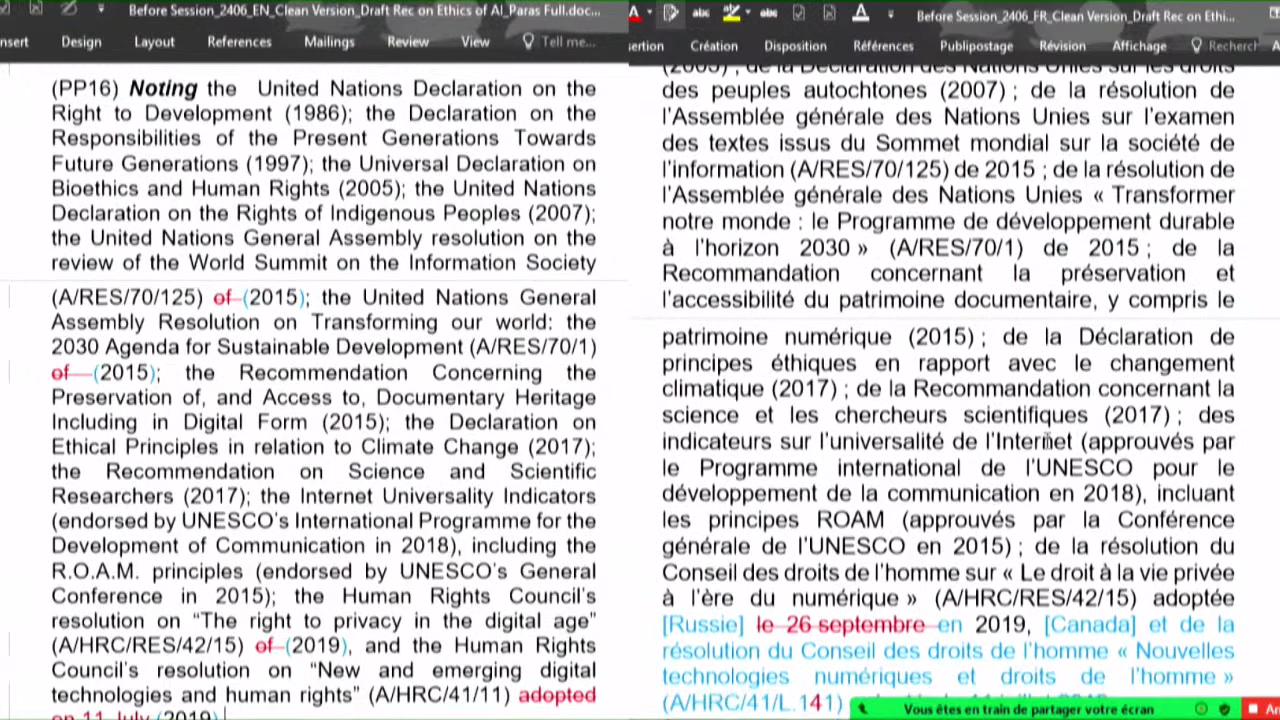 Before Session_2406_EN_Clean Version_Draft Rec on Ethics of AI_Paras Full.doc...
nsert Design Layout References Mailings Review View Tell me...
(PP16) Noting the United Nations Declaration on the
Right to Development (1986); the Declaration on the
Responsibilities of the Present Generations Towards
Future Generations (1997); the Universal Declaration on
Bioethics and Human Rights (2005); the United Nations
Declaration on the Rights of Indigenous Peoples (2007);
the United Nations General Assembly resolution on the
review of the World Summit on the Information Society
(A/RES/70/125) of (2015); the United Nations General
Assembly Resolution on Transforming our world: the
2030 Agenda for Sustainable Development (A/RES/70/1)
of (2015); the Recommendation Concerning the
Preservation of, and Access to, Documentary Heritage
Including in Digital Form (2015); the Declaration on
Ethical Principles in relation to Climate Change (2017);
the Recommendation on Science and Scientific
Researchers (2017); the Internet Universality Indicators
(endorsed by UNESCO's International Programme for the
Development of Communication in 2018), including the
R.O.A.M. principles (endorsed by UNESCO's General
Conference in 2015); the Human Rights Council's
resolution on “The right to privacy in the digital age”
(A/HRC/RES/42/15) of (2019), and the Human Rights
Council's resolution on “New and emerging digital
technologies and human rights” (A/HRC/41/11) adopted
on 11 July (2019)
Before Session_2406_FR_Clean Version_Draft Rec on Ethi...
sertion Création Disposition Références Publipostage Révision Affichage Recherc
(2005) ; de la Déclaration des Nations Unies sur les droits
des peuples autochtones (2007) ; de la résolution de
l'Assemblée générale des Nations Unies sur l'examen
des textes issus du Sommet mondial sur la société de
l'information (A/RES/70/125) de 2015 ; de la résolution de
l'Assemblée générale des Nations Unies « Transformer
notre monde : le Programme de développement durable
à l'horizon 2030 » (A/RES/70/1) de 2015 ; de la
Recommandation concernant la préservation et
l'accessibilité du patrimoine documentaire, y compris le
patrimoine numérique (2015) ; de la Déclaration de
principes éthiques en rapport avec le changement
climatique (2017) ; de la Recommandation concernant la
science et les chercheurs scientifiques (2017) ; des
indicateurs sur l'universalité de l'Internet (approuvés par
le Programme international de l'UNESCO pour le
développement de la communication en 2018), incluant
les principes ROAM (approuvés par la Conférence
générale de l'UNESCO en 2015) ; de la résolution du
Conseil des droits de l'homme sur « Le droit à la vie privée
à l'ère du numérique » (A/HRC/RES/42/15) adoptée
[Russie] le 26 septembre en 2019, [Canada] et de la
résolution du Conseil des droits de l'homme « Nouvelles
technologies numériques et droits de l'homme »
(A/HRC/41/L.141)
Vous êtes en train de partager votre écran